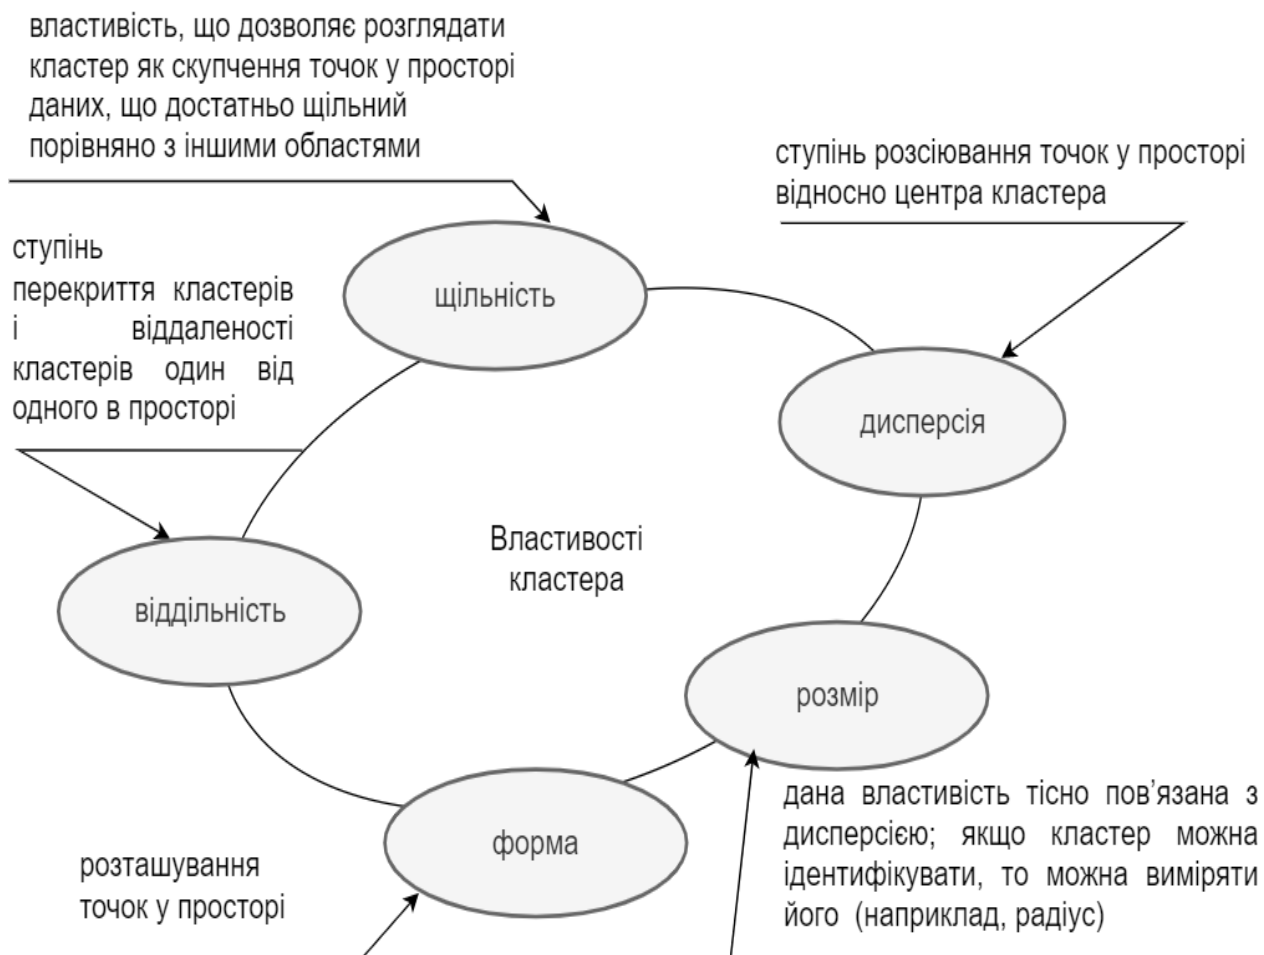 властивість, що дозволяє розглядати
кластер як скупчення точок у просторі
даних, що достатньо щільний
порівняно з іншими областями
ступінь розсіювання точок у просторі
відносно центра кластера
ступінь
перекриття кластерів
і віддаленості
кластерів один від
одного в просторі
щільність
дисперсія
Властивості
кластера
віддільність
розмір
форма
дана властивість тісно пов’язана з
дисперсією; якщо кластер можна
ідентифікувати, то можна виміряти
його (наприклад, радіус)
розташування
точок у просторі